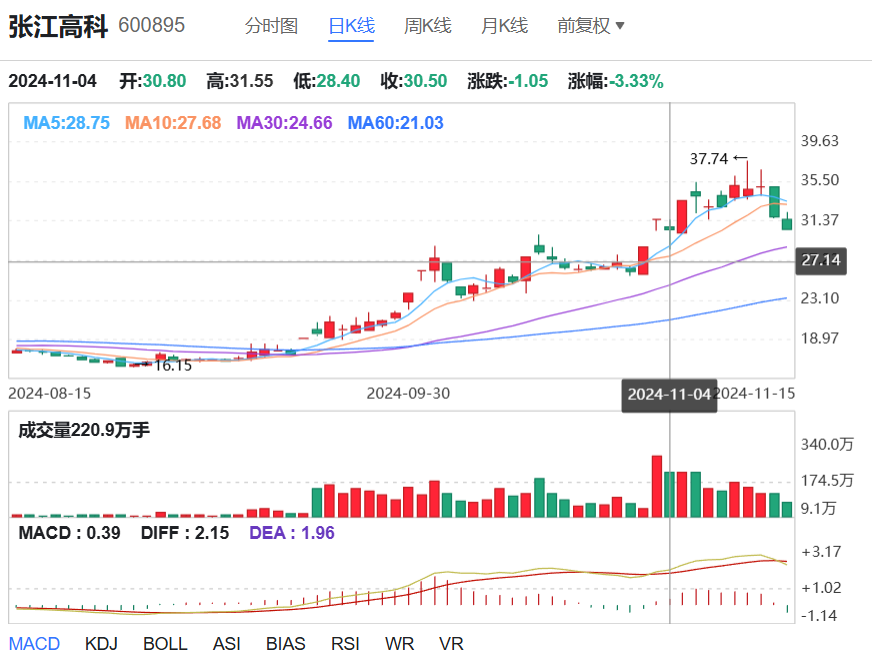 张江高科 600895 分时图 日K线 周K线 月K线 前复权 ▼
2024-11-04 开:30.80 高:31.55 低:28.40 收:30.50 涨跌:-1.05 涨幅:-3.33%
MA5:28.75 MA10:27.68 MA30:24.66 MA60:21.03
39.63
37.74
35.50
31.37
27.14
23.10
18.97
16.15
2024-08-15 2024-09-30 2024-11-04 2024-11-15
成交量220.9万手
340.0万
174.5万
9.1万
MACD : 0.39 DIFF : 2.15 DEA : 1.96
+3.17
+1.02
-1.14
MACD KDJ BOLL ASI BIAS RSI WR VR